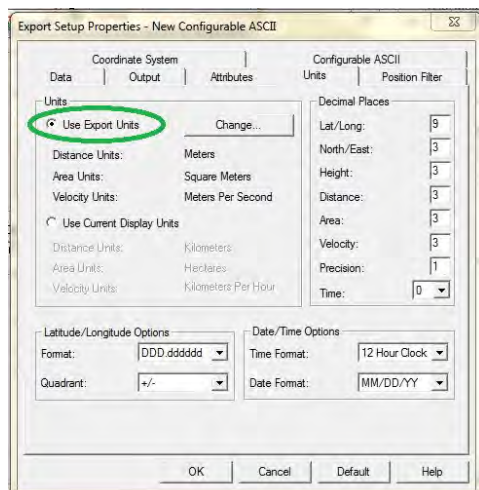 Export Setup Properties - New Configurable ASCII
Coordinate System
Configurable ASCII
Data
Output
Attributes
Units
Position Filter
Units
Use Export Units
Change...
Distance Units: Meters
Area Units: Square Meters
Velocity Units: Meters Per Second
Use Current Display Units
Distance Units: Kilometers
Area Units: Hectares
Velocity Units: Kilometers Per Hour
Decimal Places
Lat/Long: 9
North/East: 3
Height: 3
Distance: 3
Area: 3
Velocity: 3
Precision: 1
Time: 0
Latitude/Longitude Options
Format: DDD.dddddd
Quadrant: +/-
Date/Time Options
Time Format: 12 Hour Clock
Date Format: MM/DD/YY
OK
Cancel
Default
Help